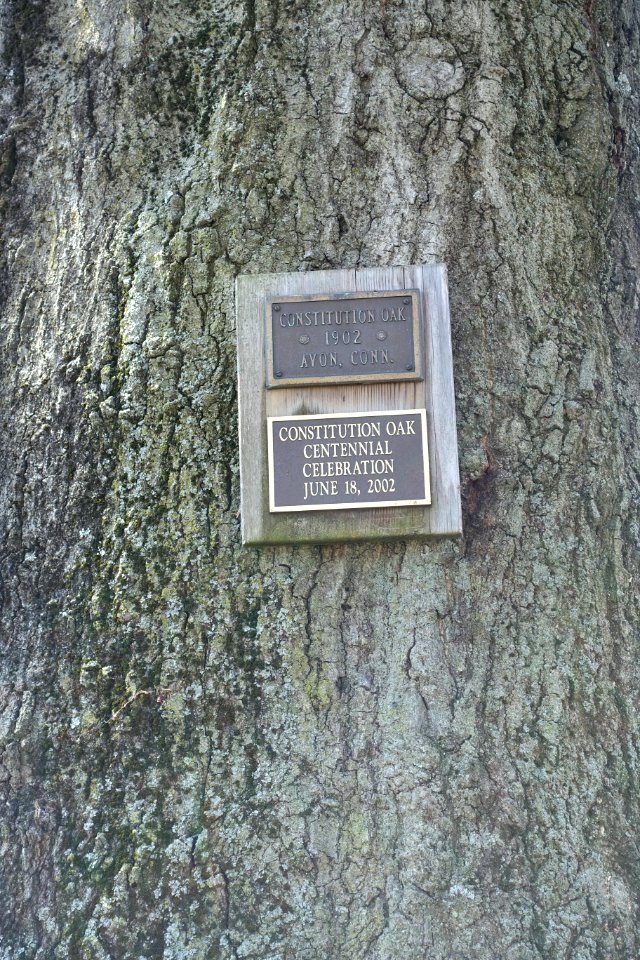 CONSTITUTION OAK
1902
AVON, CONN.
CONSTITUTION OAK
CENTENNIAL
CELEBRATION
JUNE 18, 2002